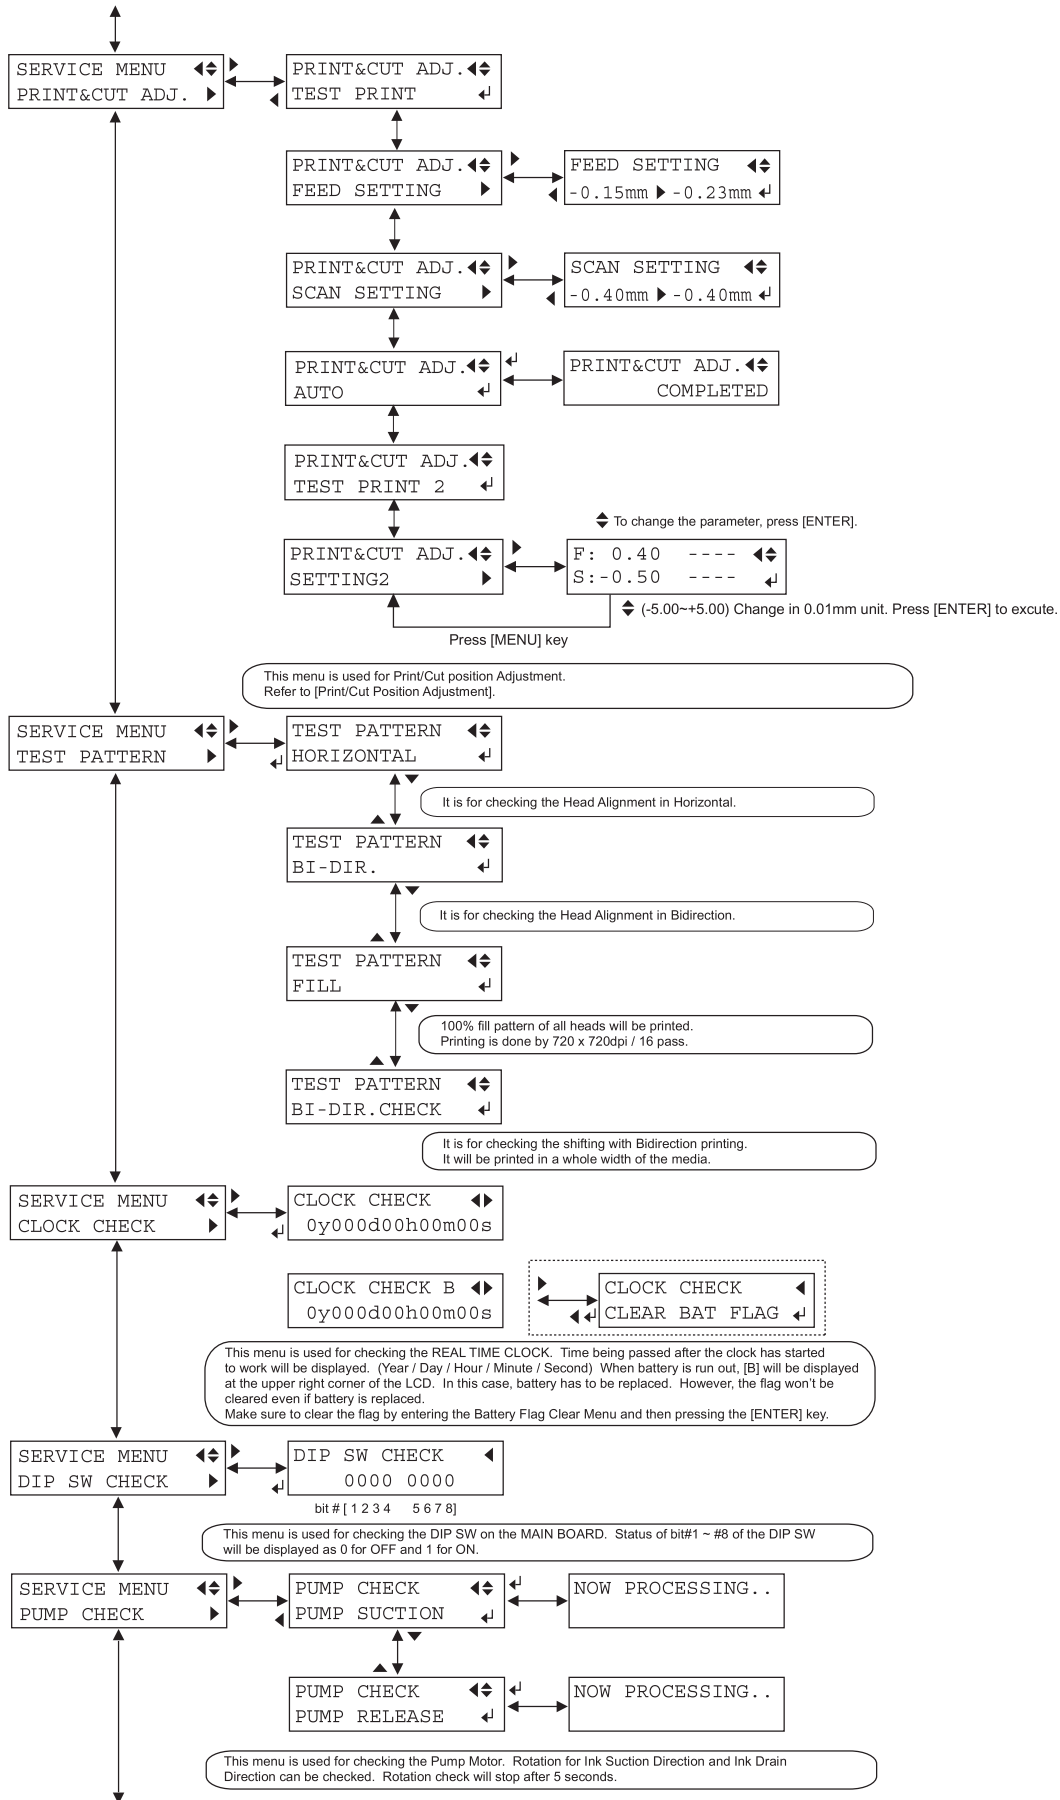 SERVICE MENU
PRINT&CUT ADJ.
PRINT&CUT ADJ.
TEST PRINT
PRINT&CUT ADJ.
FEED SETTING
FEED SETTING
-0.15mm ▶ -0.23mm
PRINT&CUT ADJ.
SCAN SETTING
SCAN SETTING
-0.40mm ▶ -0.40mm
PRINT&CUT ADJ.
AUTO
PRINT&CUT ADJ.
COMPLETED
PRINT&CUT ADJ.
TEST PRINT 2
To change the parameter, press [ENTER].
PRINT&CUT ADJ.
SETTING2
F: 0.40 ----
S:-0.50 ----
(-5.00~+5.00) Change in 0.01mm unit. Press [ENTER] to excute.
Press [MENU] key
This menu is used for Print/Cut position Adjustment.
Refer to [Print/Cut Position Adjustment].
SERVICE MENU
TEST PATTERN
TEST PATTERN
HORIZONTAL
It is for checking the Head Alignment in Horizontal.
TEST PATTERN
BI-DIR.
It is for checking the Head Alignment in Bidirection.
TEST PATTERN
FILL
100% fill pattern of all heads will be printed.
Printing is done by 720 x 720dpi / 16 pass.
TEST PATTERN
BI-DIR.CHECK
It is for checking the shifting with Bidirection printing.
It will be printed in a whole width of the media.
SERVICE MENU
CLOCK CHECK
CLOCK CHECK
0y000d00h00m00s
CLOCK CHECK B
0y000d00h00m00s
CLOCK CHECK
CLEAR BAT FLAG
This menu is used for checking the REAL TIME CLOCK. Time being passed after the clock has started
to work will be displayed. (Year / Day / Hour / Minute / Second) When battery is run out, [B] will be displayed
at the upper right corner of the LCD. In this case, battery has to be replaced. However, the flag won't be
cleared even if battery is replaced.
Make sure to clear the flag by entering the Battery Flag Clear Menu and then pressing the [ENTER] key.
SERVICE MENU
DIP SW CHECK
DIP SW CHECK
0000 0000
bit # [ 1 2 3 4 5 6 7 8]
This menu is used for checking the DIP SW on the MAIN BOARD. Status of bit#1 ~ #8 of the DIP SW
will be displayed as 0 for OFF and 1 for ON.
SERVICE MENU
PUMP CHECK
PUMP CHECK
PUMP SUCTION
NOW PROCESSING..
PUMP CHECK
PUMP RELEASE
NOW PROCESSING..
This menu is used for checking the Pump Motor. Rotation for Ink Suction Direction and Ink Drain
Direction can be checked. Rotation check will stop after 5 seconds.